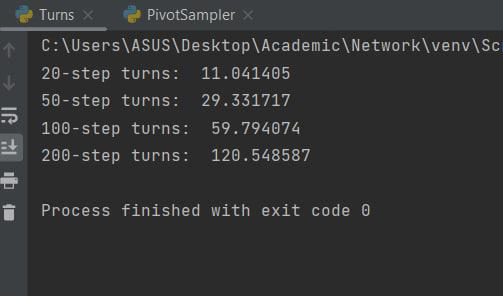 Turns
PivotSampler
C:\Users\ASUS\Desktop\Academic\Network\venv\Sc
20-step turns:  11.041405
50-step turns:  29.331717
100-step turns:  59.794074
200-step turns:  120.548587
Process finished with exit code 0